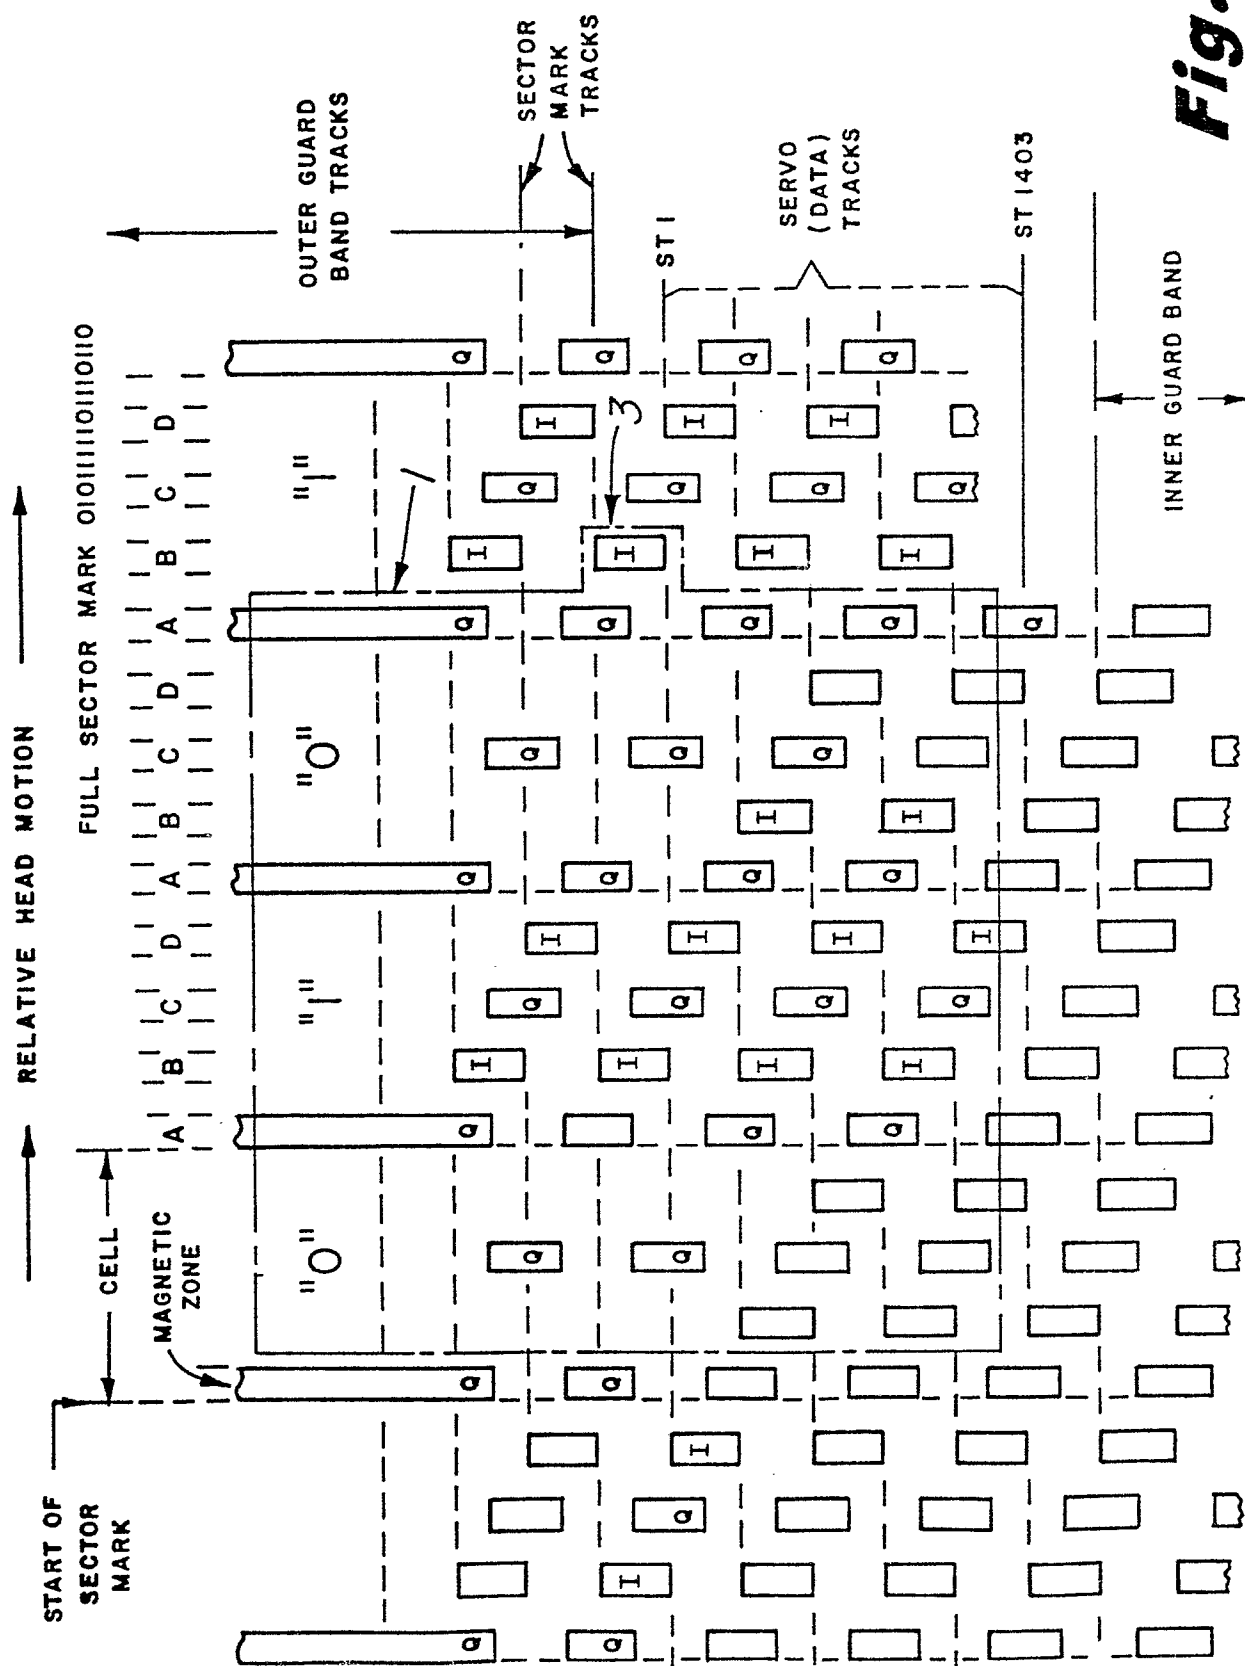 RELATIVE HEAD MOTION
FULL SECTOR MARK 0101111101110110
START OF
SECTOR
MARK
CELL
MAGNETIC
ZONE
A B C D A B C D A B C D
"0" "1" "0" "1"
1
OUTER GUARD
BAND TRACKS
Q Q Q Q Q Q
I I
SECTOR
MARK
TRACKS
Q Q Q Q
I I
Q Q Q Q Q
I I I
3
Q Q Q Q Q
I I I
ST 1
Q Q Q Q
I I I
SERVO
(DATA)
TRACKS
Q Q Q
I I
Q Q Q Q
I I I
Q Q
I
ST 1403
Q
INNER GUARD BAND
Fig.